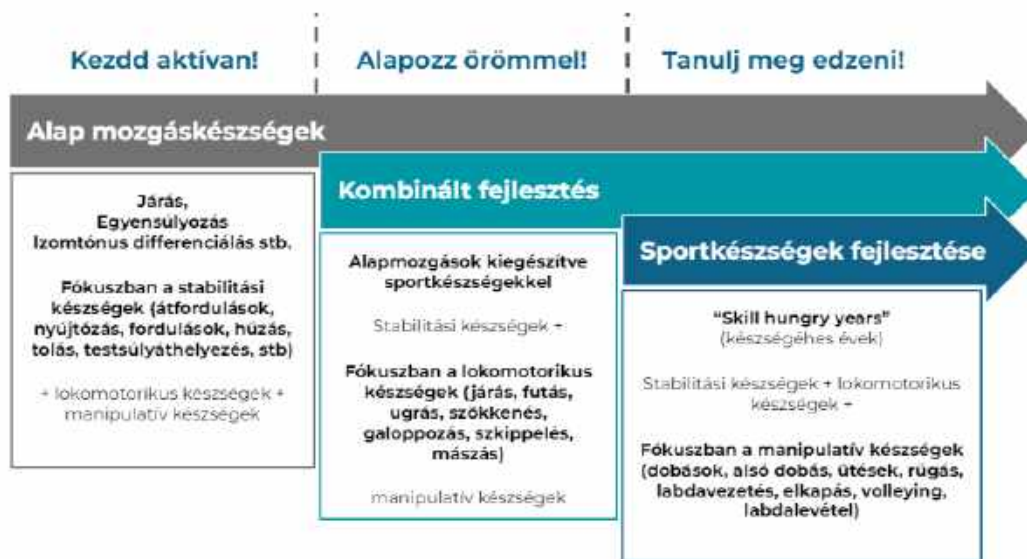 Kezdd aktívan!
Alapozz örömmel!
Tanulj meg edzeni!
Alap mozgáskészségek
Járás,
Egyensúlyozás
Izomtónus differenciálás stb.
Fókuszban a stabilitási
készségek (átfordulások,
nyújtózás, fordulások, húzás,
tolás, testsúlyáthelyezés, stb)
+ lokomotorikus készségek +
manipulatív készségek
Kombinált fejlesztés
Alapmozgások kiegészítve
sportkészségekkel
Stabilitási készségek +
Fókuszban a lokomotorikus
készségek (járás, futás,
ugrás, szökkenés,
galoppozás, szkippelés,
mászás)
manipulatív készségek
Sportkészségek fejlesztése
“Skill hungry years”
(készségéhes évek)
Stabilitási készségek + lokomotorikus
készségek +
Fókuszban a manipulatív készségek
(dobások, alsó dobás, ütések, rúgás,
labdavezetés, elkapás, volleying,
labdalevétel)